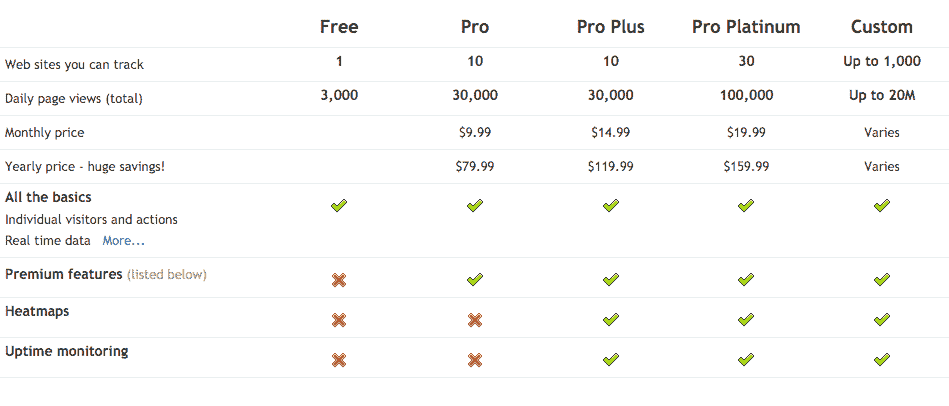 Free Pro Pro Plus Pro Platinum Custom
Web sites you can track 1 10 10 30 Up to 1,000
Daily page views (total) 3,000 30,000 30,000 100,000 Up to 20M
Monthly price $9.99 $14.99 $19.99 Varies
Yearly price - huge savings! $79.99 $119.99 $159.99 Varies
All the basics
Individual visitors and actions
Real time data More...
Premium features (listed below)
Heatmaps
Uptime monitoring